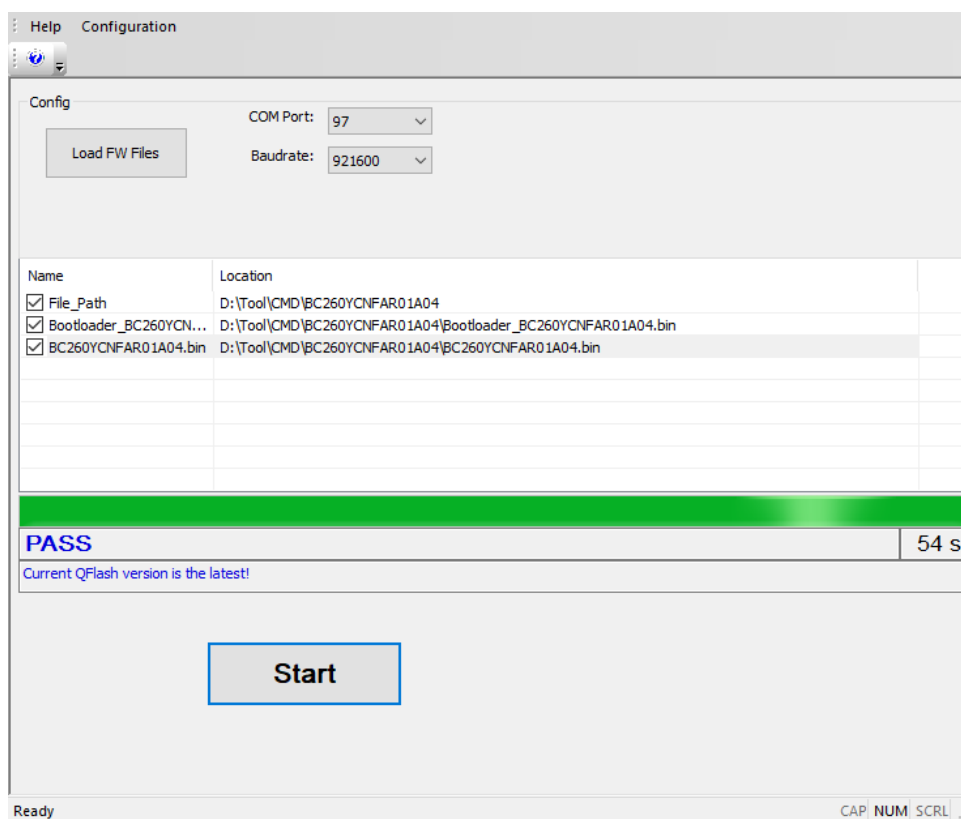 Help Configuration
Config
COM Port: 97
Load FW Files
Baudrate: 921600
Name Location
File_Path D:\Tool\CMD\BC260YCNFAR01A04
Bootloader_BC260YCN... D:\Tool\CMD\BC260YCNFAR01A04\Bootloader_BC260YCNFAR01A04.bin
BC260YCNFAR01A04.bin D:\Tool\CMD\BC260YCNFAR01A04\BC260YCNFAR01A04.bin
PASS 54 s
Current QFlash version is the latest!
Start
Ready CAP NUM SCRL